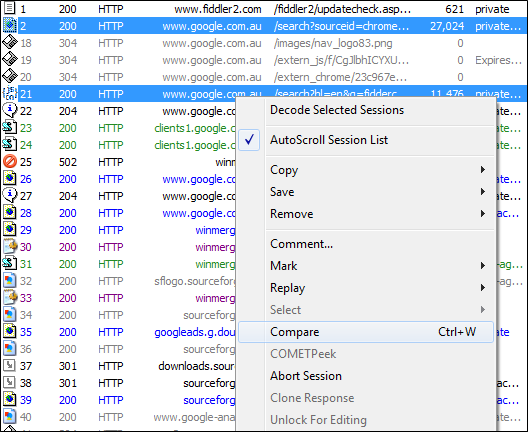 1 200 HTTP www.fiddler2.com /fiddler2/updatecheck.asp... 621 private
2 200 HTTP www.google.com.au /search?sourceid=chrome... 27,024 private...
18 304 HTTP www.google.com.au /images/nav_logo83.png 0
19 304 HTTP www.google.com.au /extern_js/f/CgJlbhICYXU... 0 Expires...
20 304 HTTP www.google.com.au /extern_chrome/23c967e... 0
21 200 HTTP www.google.com.au 11,476 private...
22 204 HTTP www.google.co
23 200 HTTP clients1.google.c
24 200 HTTP clients1.google.c
25 502 HTTP winm
26 200 HTTP www.google.co
27 204 HTTP www.google.co
28 200 HTTP www.google.co
29 200 HTTP winmerg
30 200 HTTP winmerg
31 200 HTTP winmerg
32 200 HTTP sflogo.sourcef
33 200 HTTP winmerg
34 200 HTTP sourceforg
35 200 HTTP googleads.g.dou
36 200 HTTP sourceforg
37 301 HTTP downloads.sour
38 301 HTTP sourceforg
39 200 HTTP sourceforg
40 200 HTTP www.google-ana
Decode Selected Sessions
AutoScroll Session List
Copy
Save
Remove
Comment...
Mark
Replay
Select
Compare Ctrl+W
COMETPeek
Abort Session
Clone Response
Unlock For Editing